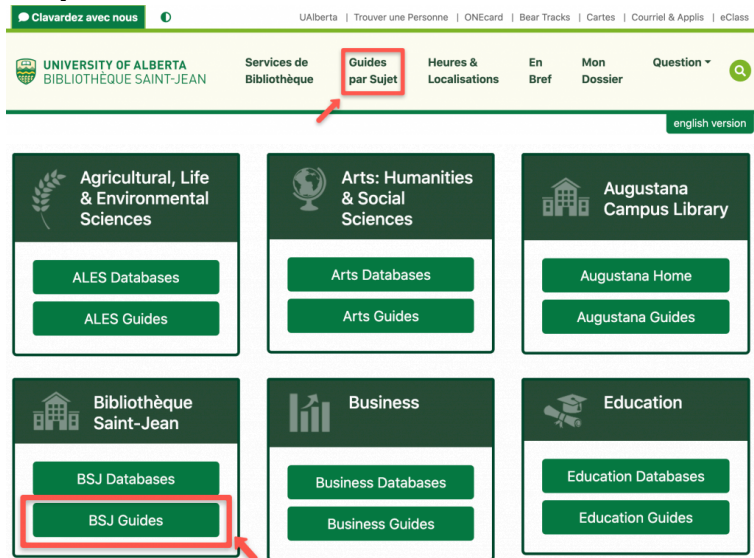 Clavardez avec nous
UAlberta | Trouver une Personne | ONEcard | Bear Tracks | Cartes | Courriel & Applis | eClass
UNIVERSITY OF ALBERTA
BIBLIOTHÈQUE SAINT-JEAN
Services de
Bibliothèque
Guides
par Sujet
Heures &
Localisations
En
Bref
Mon
Dossier
Question
english version
Agricultural, Life
& Environmental
Sciences
ALES Databases
ALES Guides
Arts: Humanities
& Social
Sciences
Arts Databases
Arts Guides
Augustana
Campus Library
Augustana Home
Augustana Guides
Bibliothèque
Saint-Jean
BSJ Databases
BSJ Guides
Business
Business Databases
Business Guides
Education
Education Databases
Education Guides